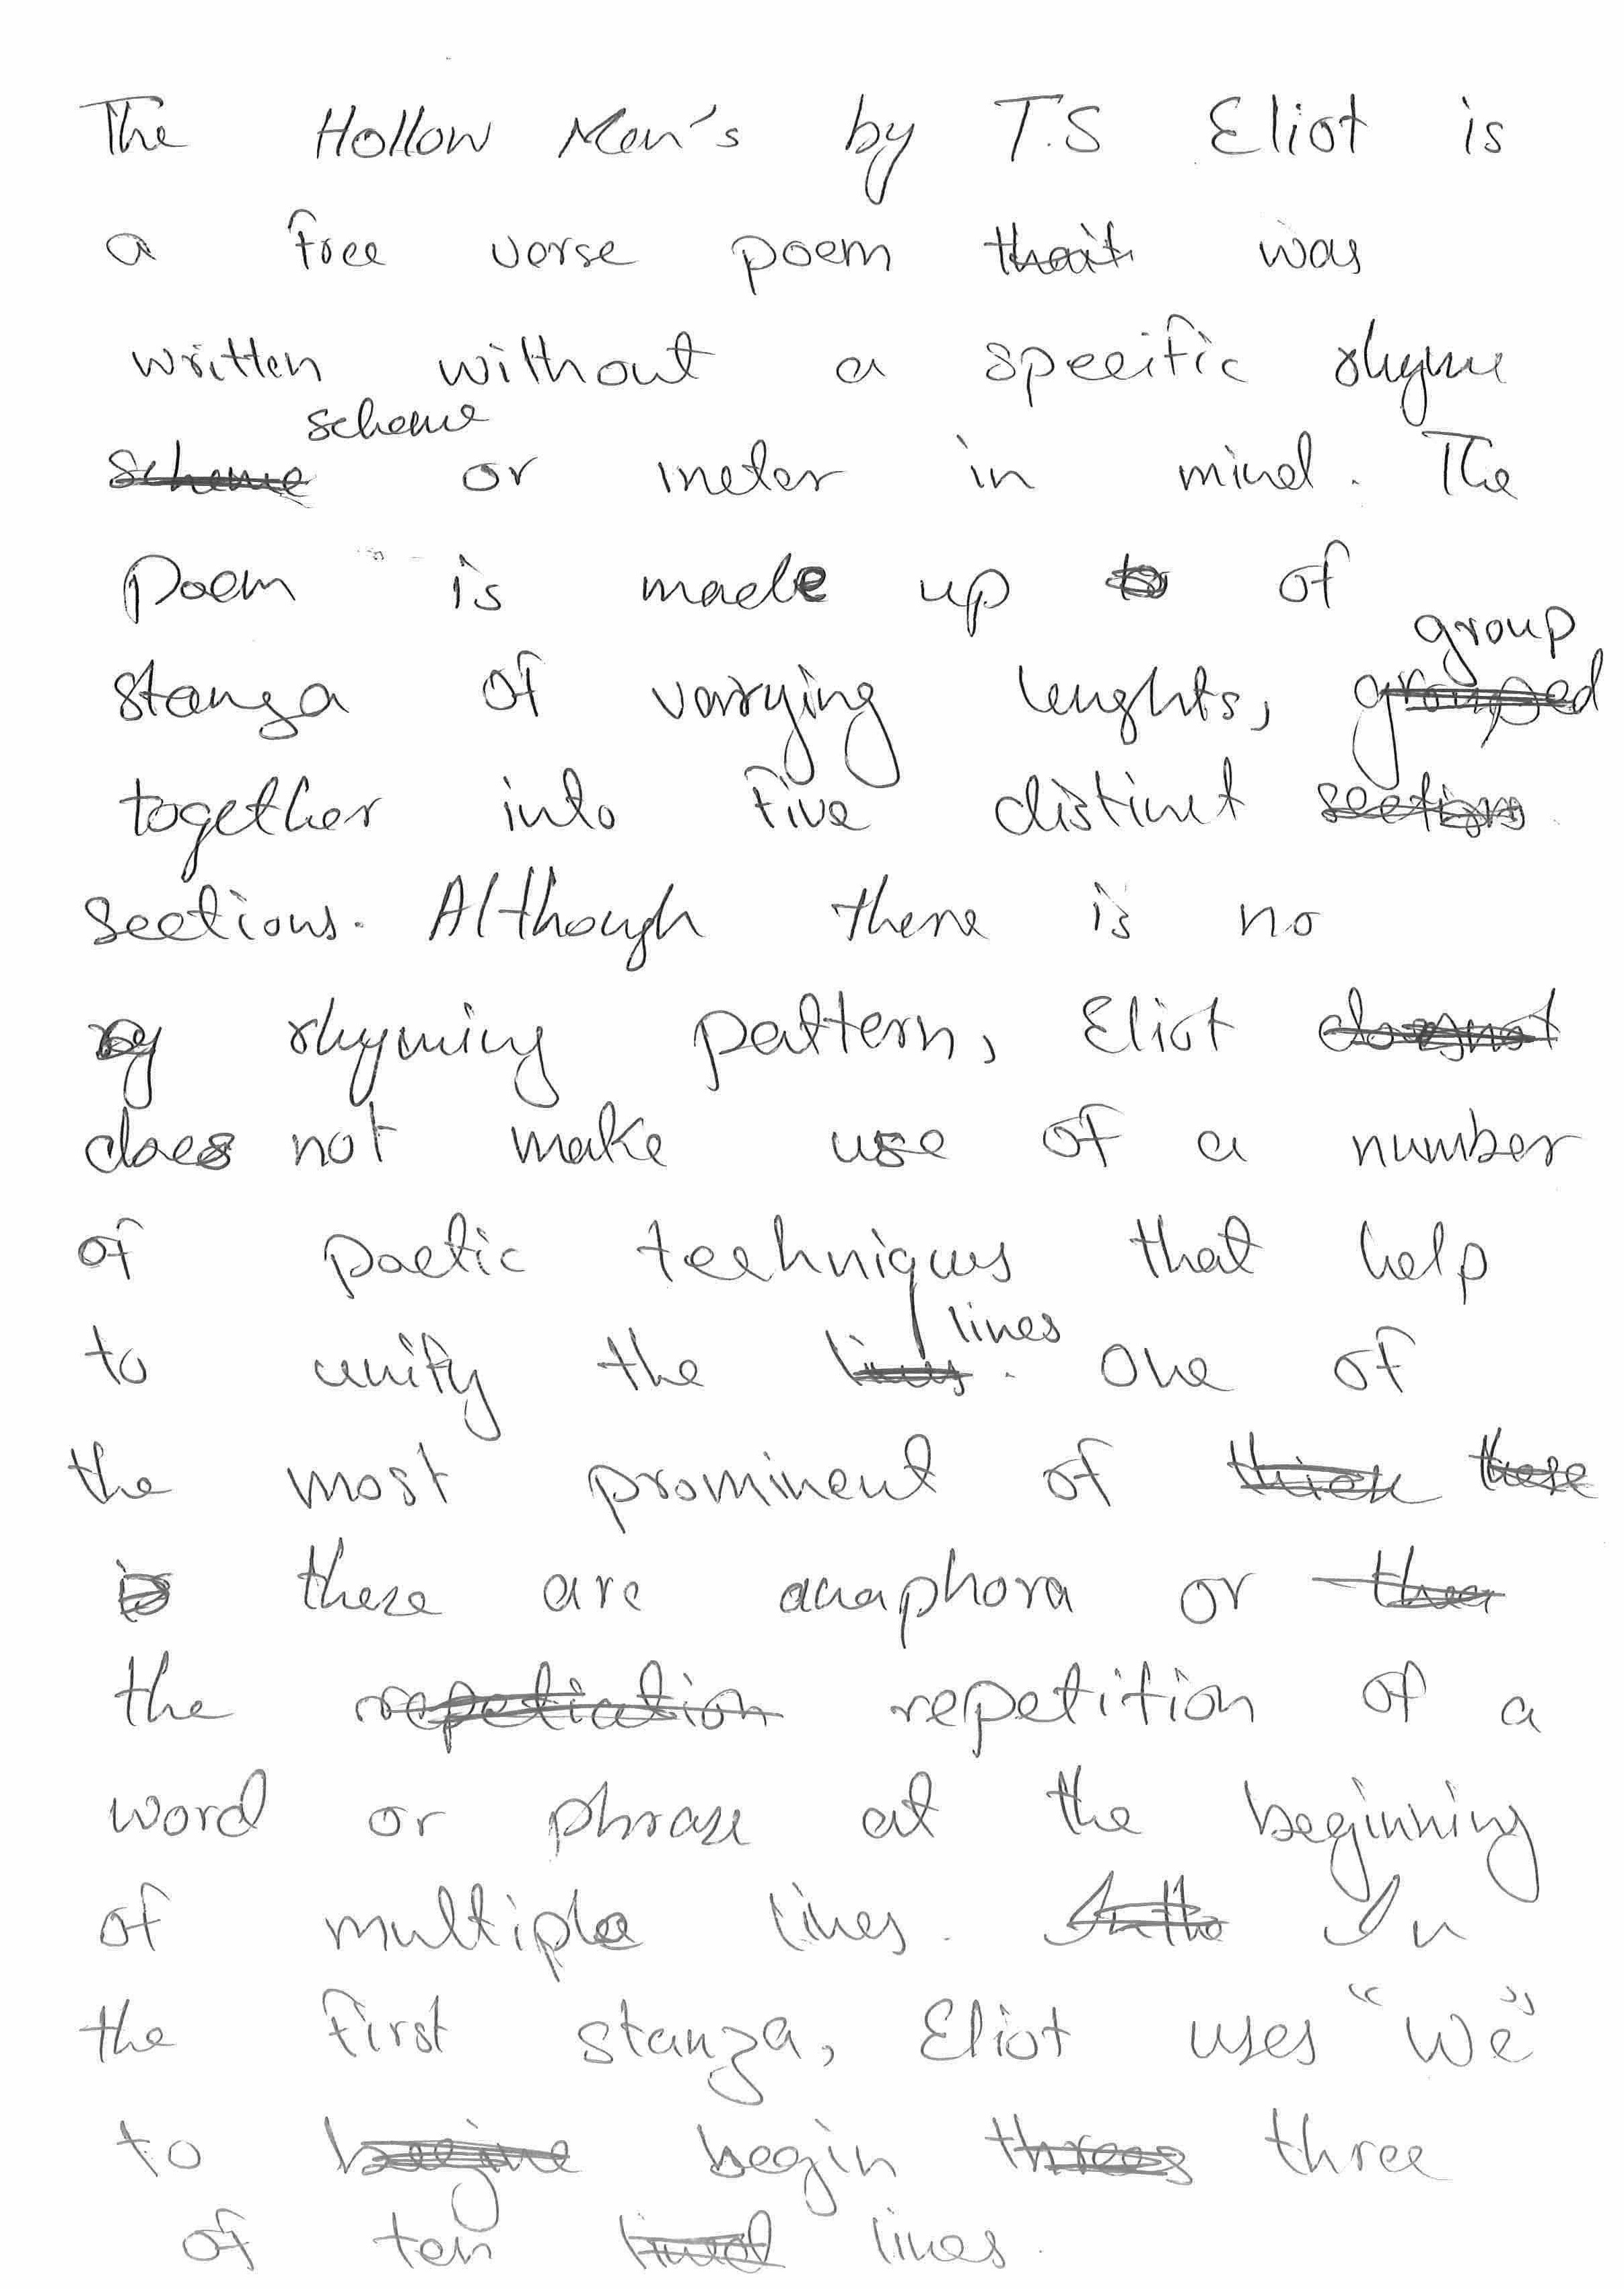 The Hollow Men's by T.S Eliot is
a free verse poem was
written without a specific rhyme
scheme or meter in mind. The
Poem is made up of
stanza of varying lenghts, group
together into five distinct
sections. Although there is no
rhyming pattern, Eliot
does not make use of a number
of poetic techniques that help
to unify the lines. One of
the most prominent of
these are anaphora or
the repetition of a
word or phrase at the beginning
of multiple lines. In
the first stanza, Eliot uses "We"
to begin three
of ten lines.